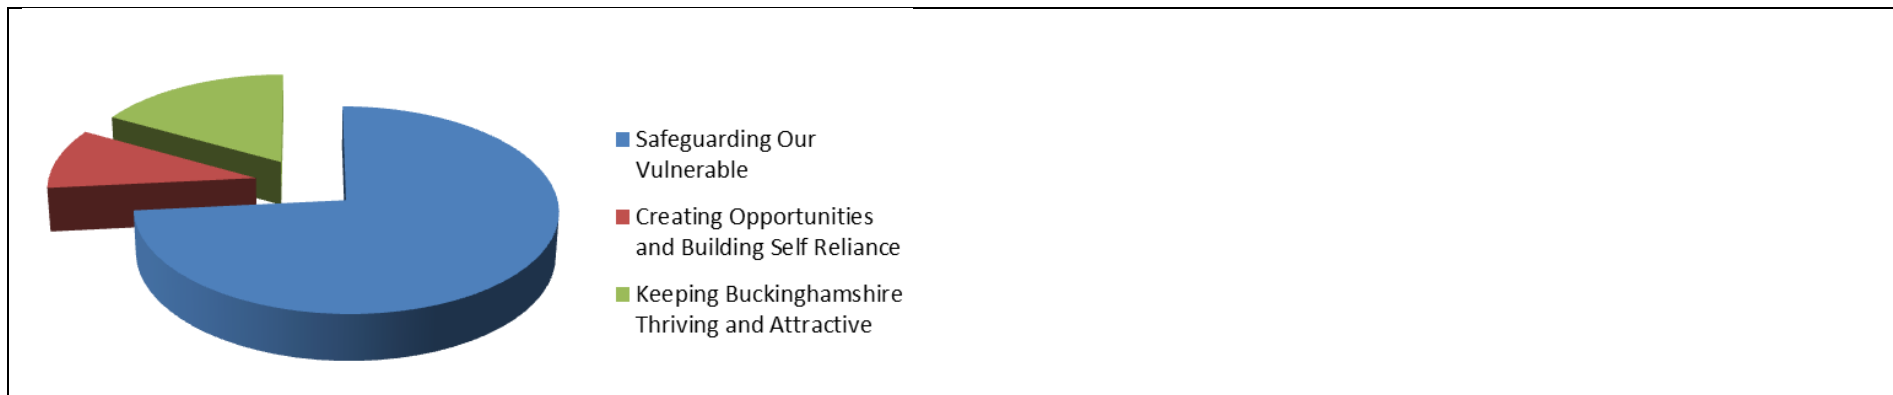 Safeguarding Our
Vulnerable
Creating Opportunities
and Building Self Reliance
Keeping Buckinghamshire
Thriving and Attractive